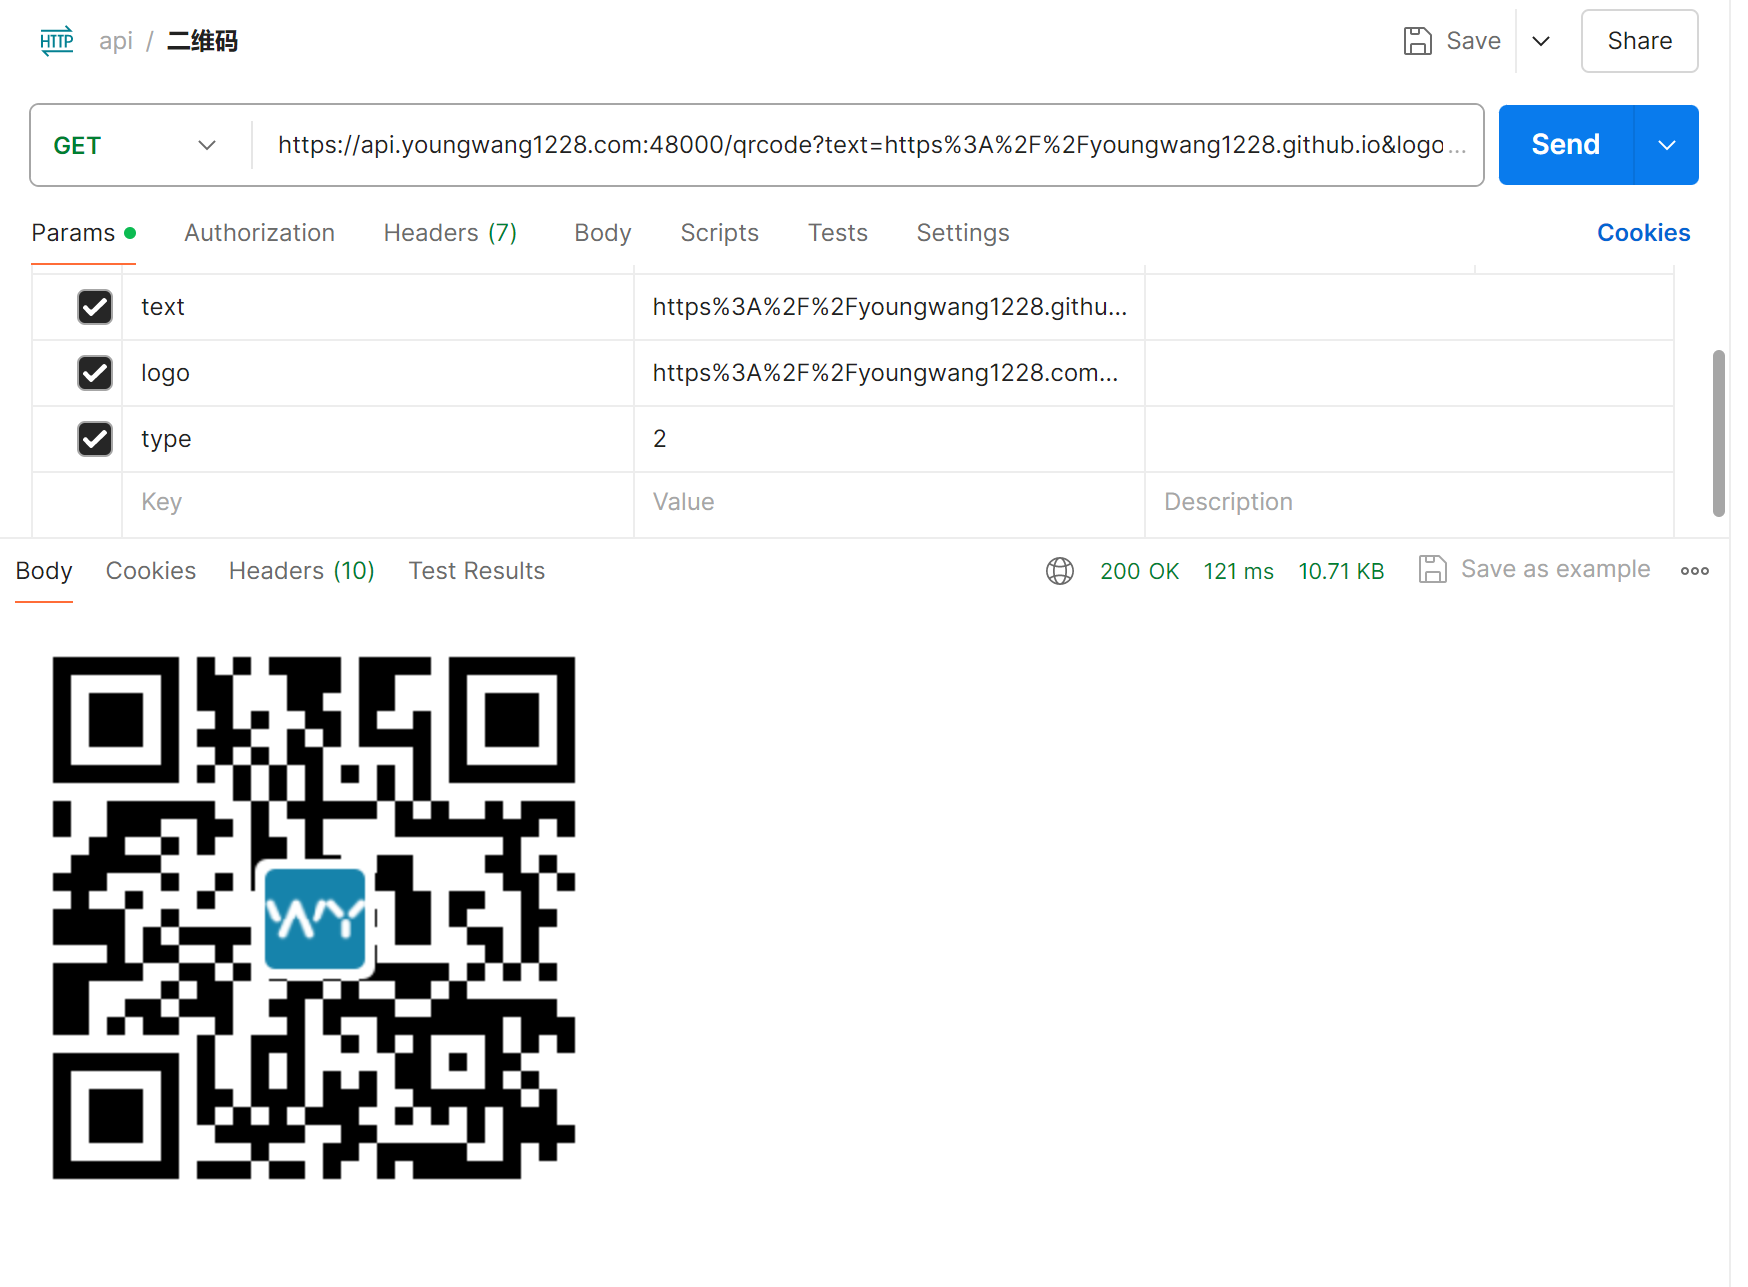 HTTP api / 二维码 Save Share
GET https://api.youngwang1228.com:48000/qrcode?text=https%3A%2F%2Fyoungwang1228.github.io&logo... Send
Params Authorization Headers (7) Body Scripts Tests Settings Cookies
text https%3A%2F%2Fyoungwang1228.githu...
logo https%3A%2F%2Fyoungwang1228.com...
type 2
Key Value Description
Body Cookies Headers (10) Test Results 200 OK 121 ms 10.71 KB Save as example
WY